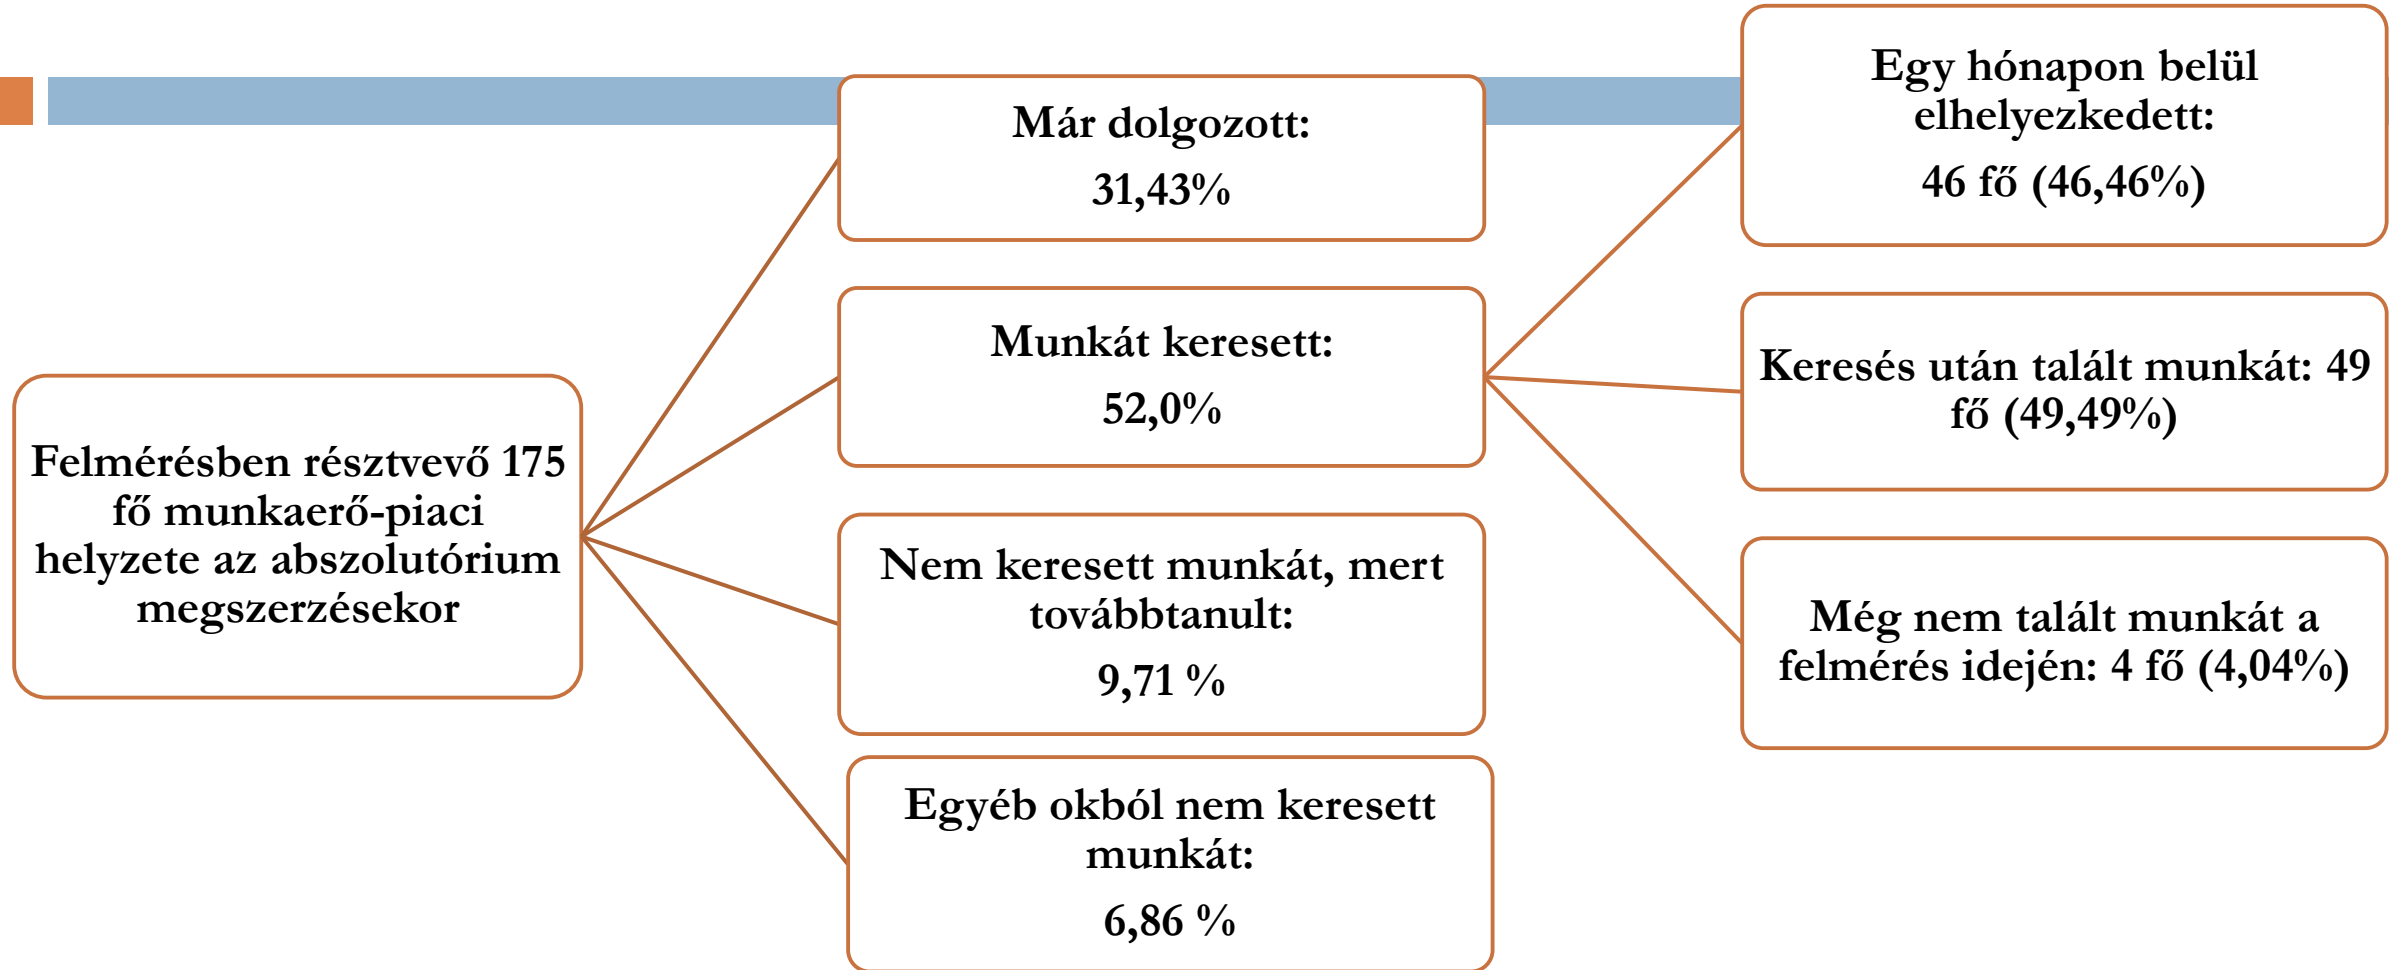 Felmérésben résztvevő 175
fő munkaerő-piaci
helyzete az abszolutórium
megszerzésekor
Már dolgozott:
31,43%
Munkát keresett:
52,0%
Nem keresett munkát, mert
továbbtanult:
9,71 %
Egyéb okból nem keresett
munkát:
6,86 %
Egy hónapon belül
elhelyezkedett:
46 fő (46,46%)
Keresés után talált munkát: 49
fő (49,49%)
Még nem talált munkát a
felmérés idején: 4 fő (4,04%)